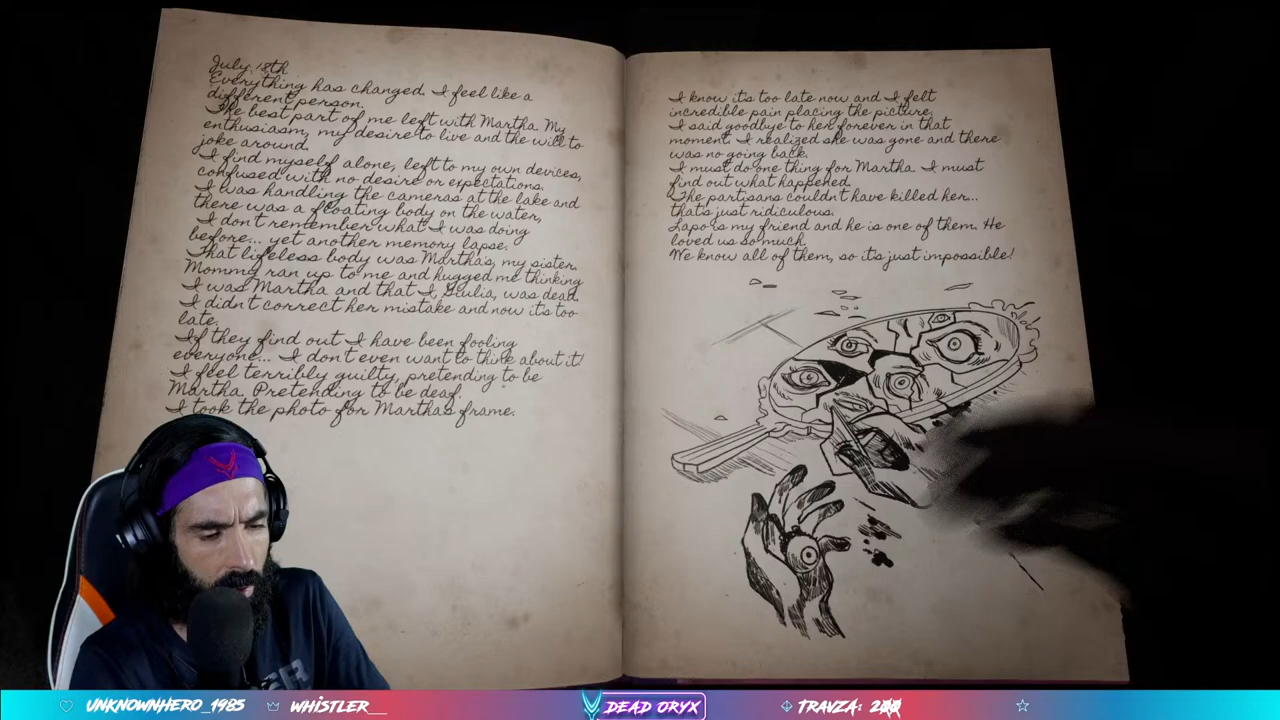 July 18th
Everything has changed. I feel like a
different person.
The best part of me left with Martha. My
enthusiasm, my desire to live and the will to
joke around.
I find myself alone, left to my own devices,
confused with no desire or expectations.
I was handling the cameras at the lake and
there was a floating body on the water,
I don't remember what I was doing
before... yet another memory lapse.
That lifeless body was Martha's, my sister.
Mommy ran up to me and hugged me thinking
I was Martha and that I, Giulia, was dead.
I didn't correct her mistake and now it's too
late.
If they find out I have been fooling
everyone... I don't even want to think about it!
I feel terribly guilty, pretending to be
Martha. Pretending to be deaf.
I took the photo for Martha's frame.
I know it's too late now and I felt
incredible pain placing the picture.
I said goodbye to her forever in that
moment. I realized she was gone and there
was no going back.
I must do one thing for Martha. I must
find out what happened.
The partisans couldn't have killed her...
that's just ridiculous.
Lapo is my friend and he is one of them. He
loved us so much.
We know all of them, so it's just impossible!
UNKNOWNHERO_1985
WHISTLER__
DEAD ORYX
TRAVZA: 200